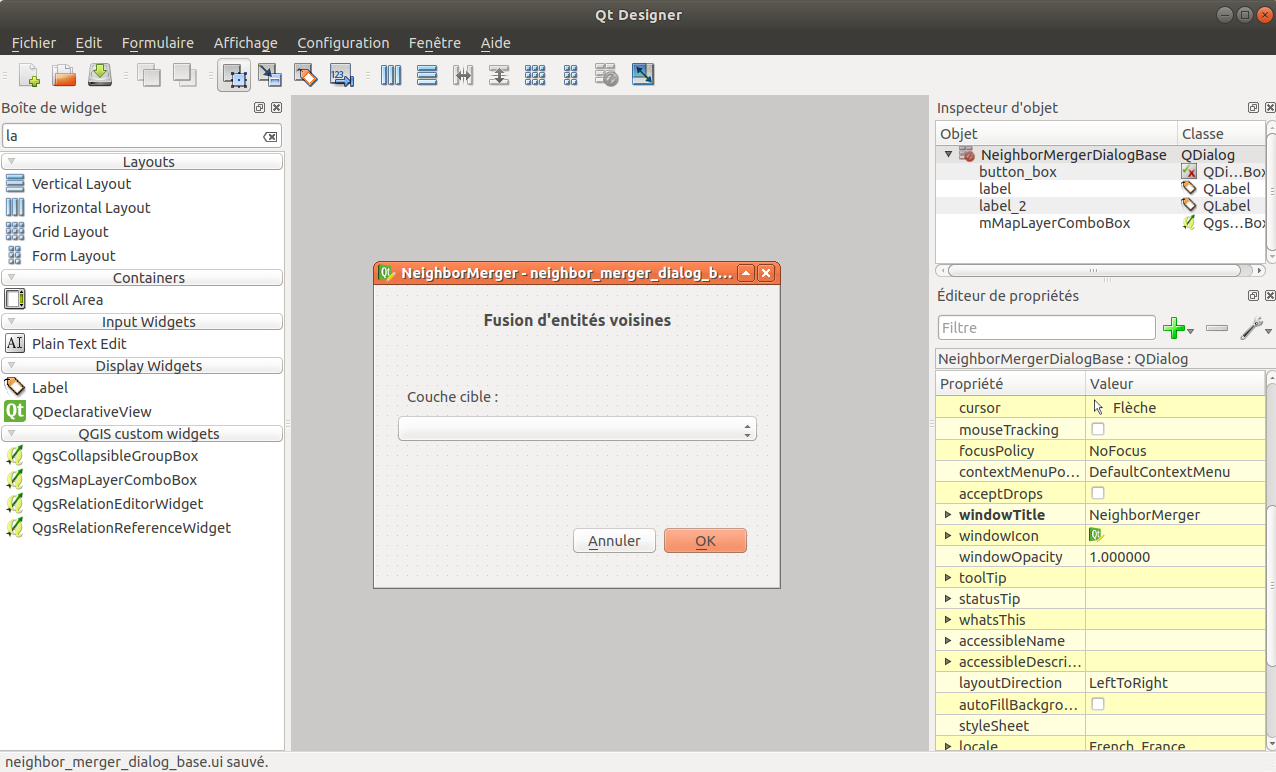 Qt Designer
Fichier Edit Formulaire Affichage Configuration Fenêtre Aide
123
Boîte de widget
la
Layouts
Vertical Layout
Horizontal Layout
Grid Layout
Form Layout
Containers
Scroll Area
Input Widgets
AI Plain Text Edit
Display Widgets
Label
Qt QDeclarativeView
QGIS custom widgets
QgsCollapsibleGroupBox
QgsMapLayerComboBox
QgsRelationEditorWidget
QgsRelationReferenceWidget
Qt NeighborMerger - neighbor_merger_dialog_b...
Fusion d'entités voisines
Couche cible :
Annuler OK
Inspecteur d'objet
Objet Classe
NeighborMergerDialogBase QDialog
button_box QDi...Box
label QLabel
label_2 QLabel
mMapLayerComboBox Qgs...Box
Éditeur de propriétés
Filtre
NeighborMergerDialogBase : QDialog
Propriété Valeur
cursor Flèche
mouseTracking
focusPolicy NoFocus
contextMenuPo... DefaultContextMenu
acceptDrops
windowTitle NeighborMerger
windowIcon Qt
windowOpacity 1.000000
toolTip
statusTip
whatsThis
accessibleName
accessibleDescri...
layoutDirection LeftToRight
autoFillBackgro...
styleSheet
locale French, France
neighbor_merger_dialog_base.ui sauvé.